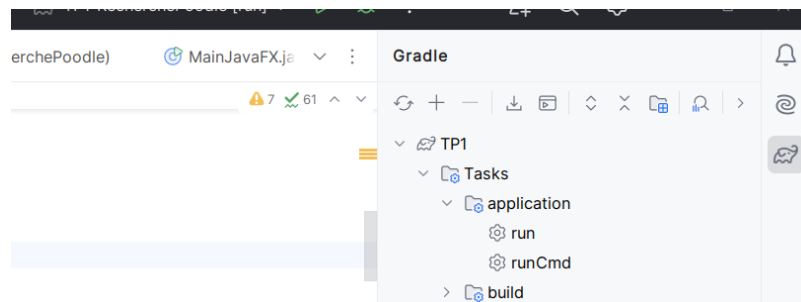 erchePoodle)
MainJavaFX.ja
Gradle
7
61
TP1
Tasks
application
run
runCmd
build